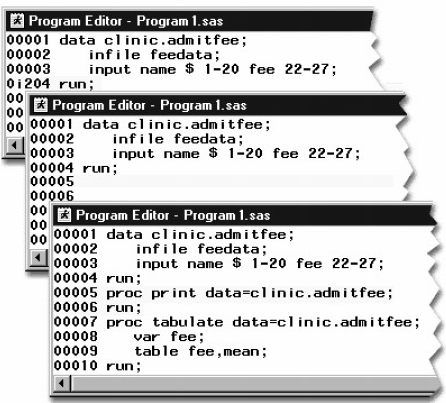 Program Editor - Program 1.sas
00001 data clinic.admitfee;
00002 infile feedata;
00003 input name $ 1-20 fee 22-27;
0i204 run;
00
00
00
Program Editor - Program 1.sas
00001 data clinic.admitfee;
00002 infile feedata;
00003 input name $ 1-20 fee 22-27;
00004 run;
00005
00006
00
00
00
Program Editor - Program 1.sas
00001 data clinic.admitfee;
00002 infile feedata;
00003 input name $ 1-20 fee 22-27;
00004 run;
00005 proc print data=clinic.admitfee;
00006 run;
00007 proc tabulate data=clinic.admitfee;
00008 var fee;
00009 table fee,mean;
00010 run;